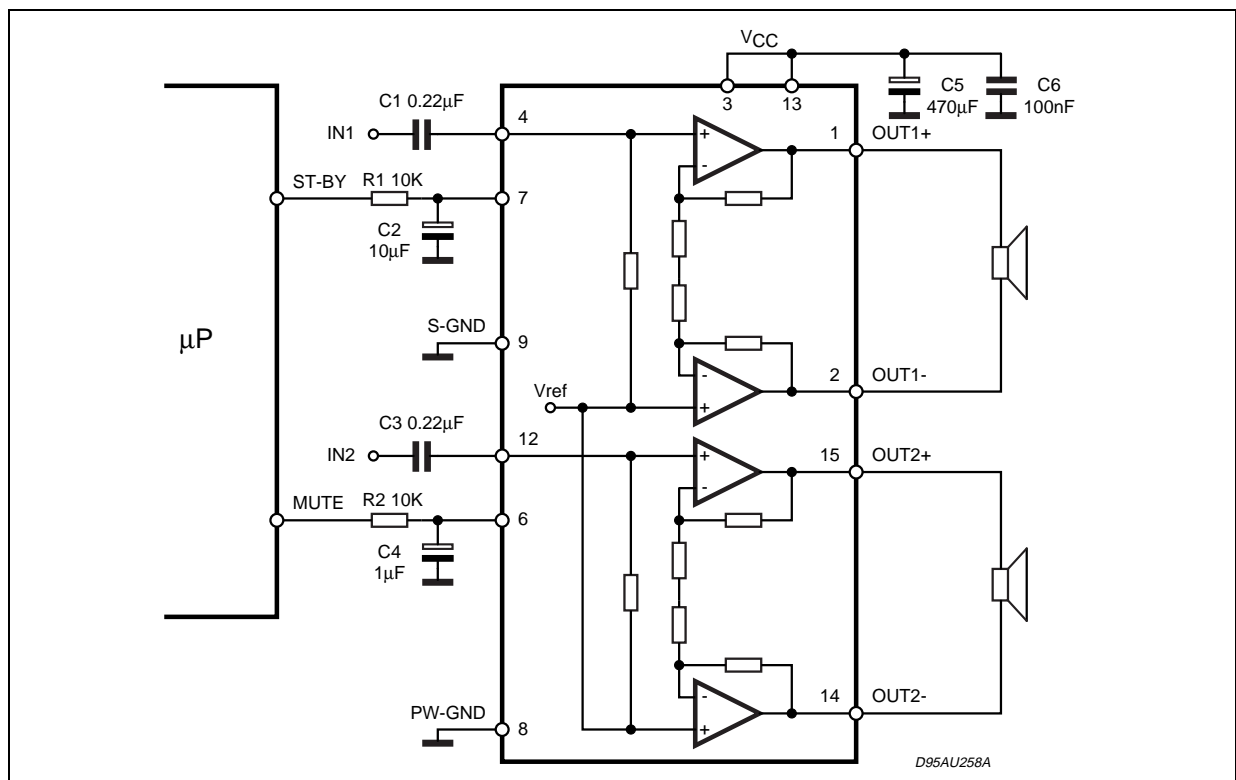 VCC
3
13
C5
470µF
C6
100nF
C1 0.22µF
IN1
4
+
-
1
OUT1+
ST-BY
R1 10K
7
C2
10µF
µP
S-GND
9
-
+
2
OUT1-
Vref
C3 0.22µF
IN2
12
+
-
15
OUT2+
MUTE
R2 10K
6
C4
1µF
-
+
14
OUT2-
PW-GND
8
D95AU258A